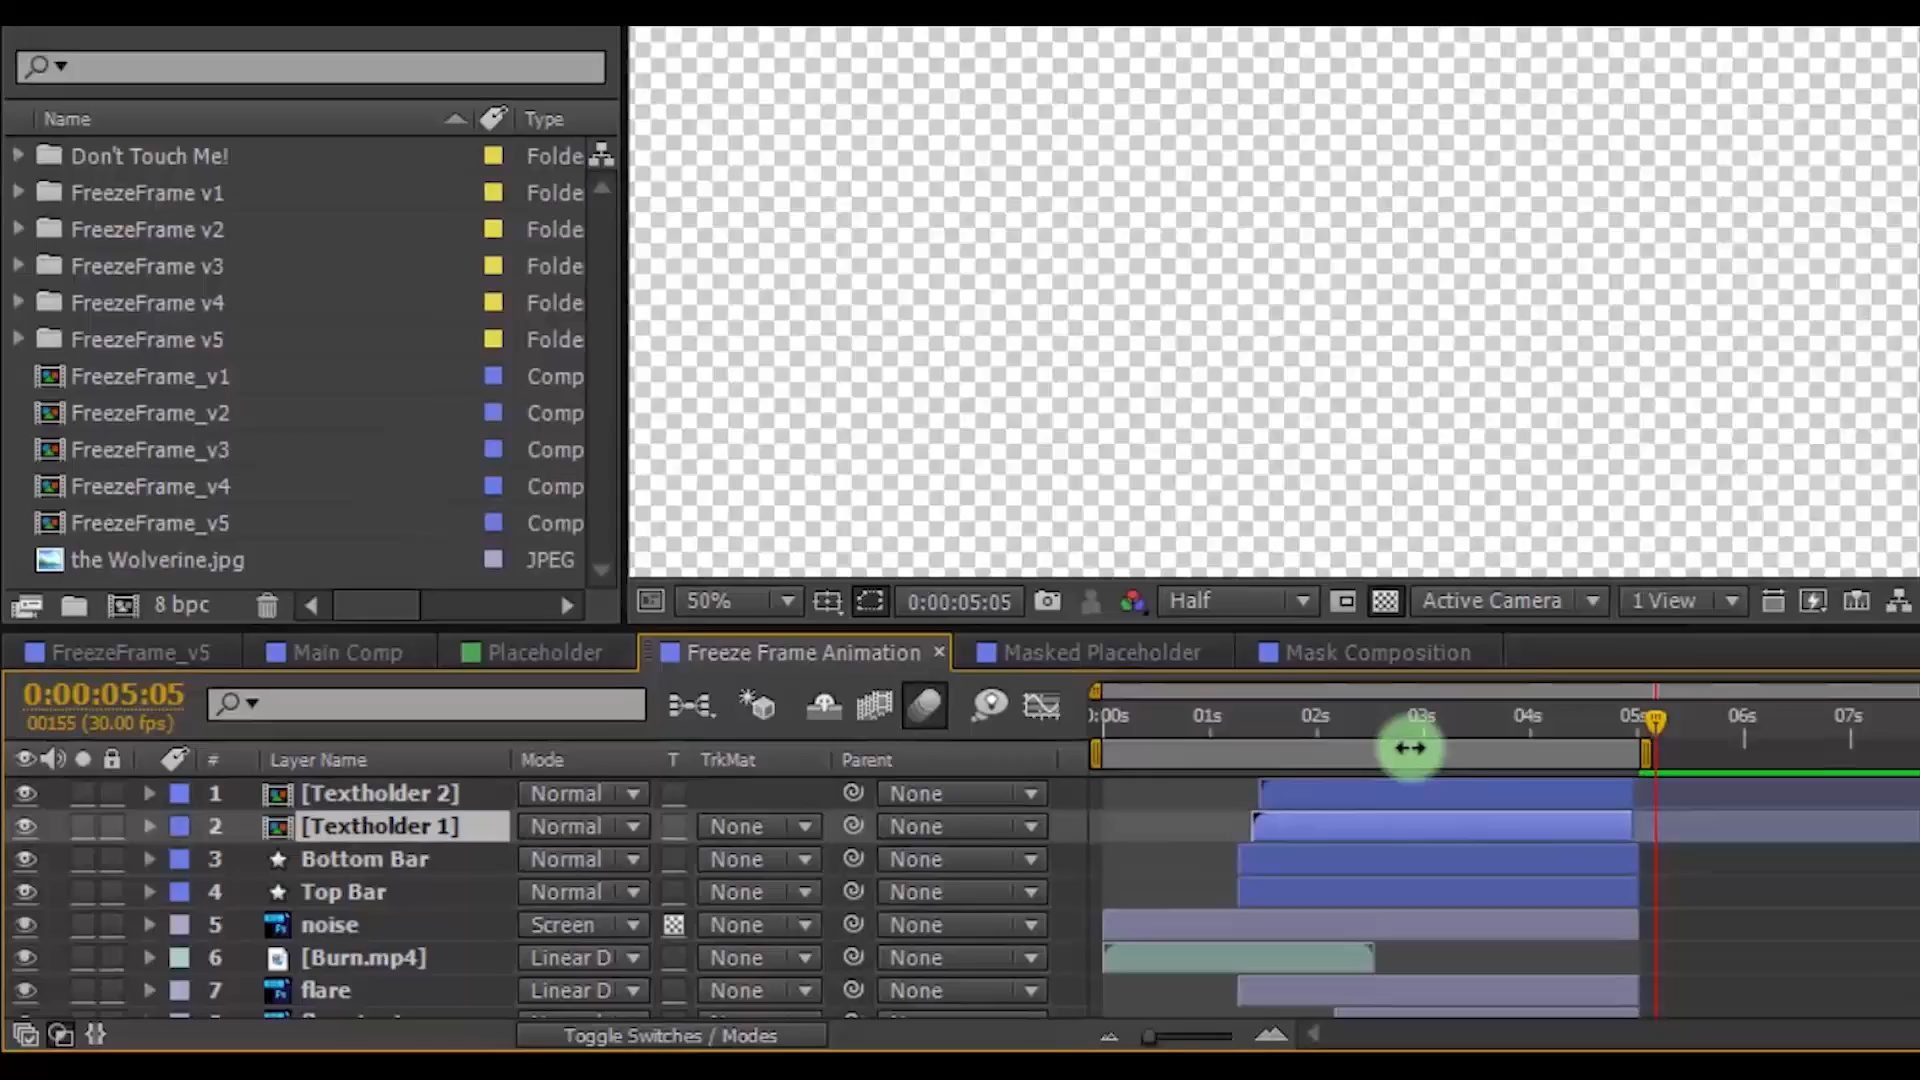 Name Type
Don't Touch Me! Folde
FreezeFrame v1 Folde
FreezeFrame v2 Folde
FreezeFrame v3 Folde
FreezeFrame v4 Folde
FreezeFrame v5 Folde
FreezeFrame_v1 Comp
FreezeFrame_v2 Comp
FreezeFrame_v3 Comp
FreezeFrame_v4 Comp
FreezeFrame_v5 Comp
the Wolverine.jpg JPEG
8 bpc
50% 0:00:05:05 Half Active Camera 1 View
FreezeFrame_v5 Main Comp Placeholder Freeze Frame Animation × Masked Placeholder Mask Composition
0:00:05:05
00155 (30.00 fps)
):00s 01s 02s 03s 04s 05s 06s 07s
# Layer Name Mode T TrkMat Parent
1 [Textholder 2] Normal None
2 [Textholder 1] Normal None None
3 Bottom Bar Normal None None
4 Top Bar Normal None None
5 noise Screen None None
6 [Burn.mp4] Linear D None None
7 flare Linear D None None
Toggle Switches / Modes